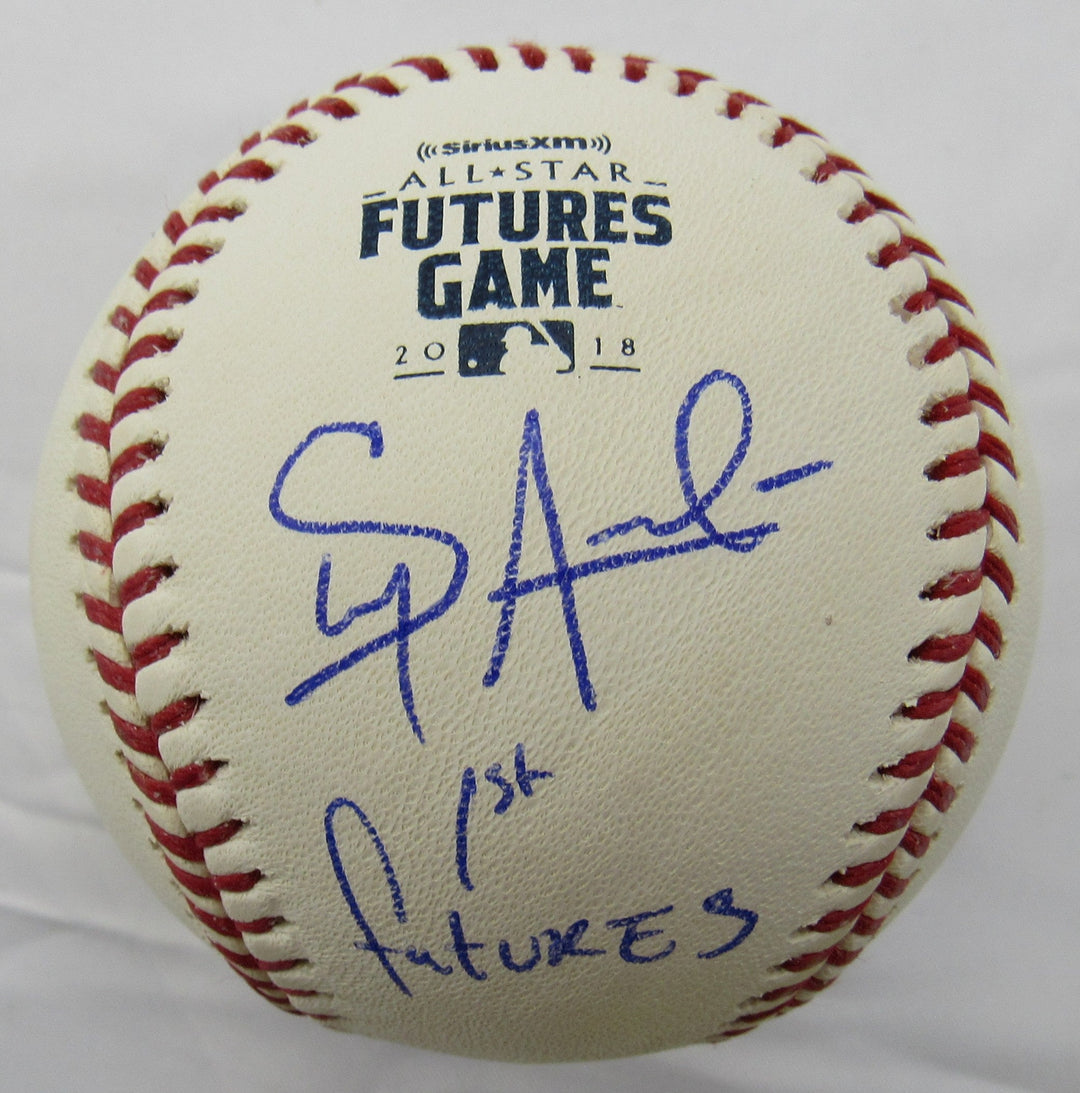 SiriusXM
ALL★STAR
FUTURES
GAME
2018
1st
FUTURES